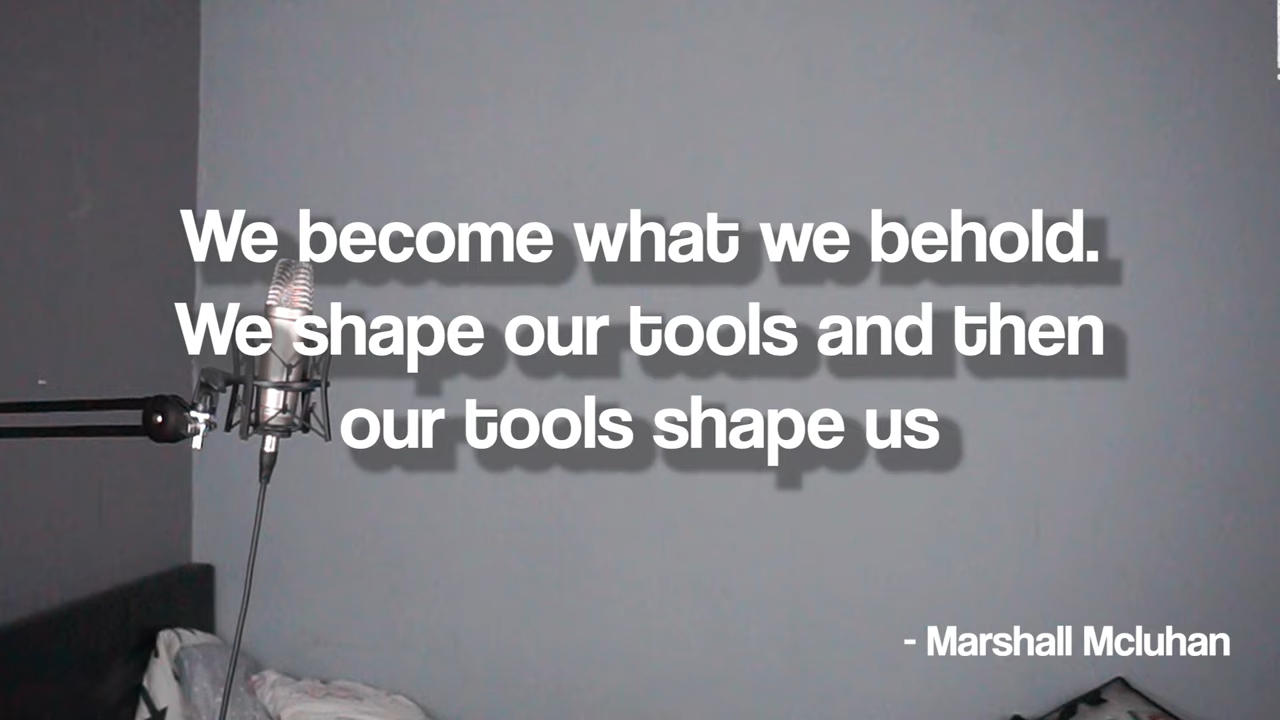 We become what we behold.
We shape our tools and then
our tools shape us
- Marshall Mcluhan